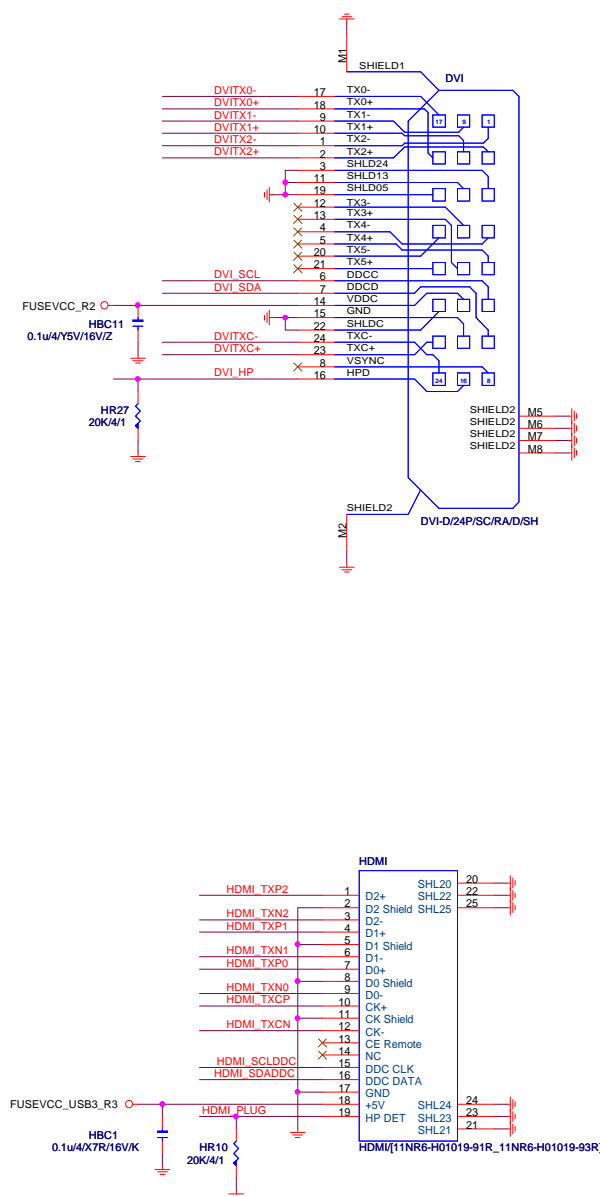 M1
SHIELD1
DVI
DVITX0- 17 TX0-
DVITX0+ 18 TX0+
DVITX1- 9 TX1-
DVITX1+ 10 TX1+
DVITX2- 1 TX2-
DVITX2+ 2 TX2+
17 9 1
3 SHLD24
11 SHLD13
19 SHLD05
12 TX3-
13 TX3+
4 TX4-
5 TX4+
20 TX5-
21 TX5+
DVI_SCL 6 DDCC
DVI_SDA 7 DDCD
FUSEVCC_R2 14 VDDC
15 GND
HBC11
0.1u/4/Y5V/16V/Z
22 SHLDC
DVITXC- 24 TXC-
DVITXC+ 23 TXC+
8 VSYNC
DVI_HP 16 HPD
24 16 8
HR27
20K/4/1
SHIELD2 M5
SHIELD2 M6
SHIELD2 M7
SHIELD2 M8
SHIELD2
M2
DVI-D/24P/SC/RA/D/SH
HDMI
SHL20 20
SHL22 22
SHL25 25
HDMI_TXP2 1 D2+
2 D2 Shield
HDMI_TXN2 3 D2-
HDMI_TXP1 4 D1+
5 D1 Shield
HDMI_TXN1 6 D1-
HDMI_TXP0 7 D0+
8 D0 Shield
HDMI_TXN0 9 D0-
HDMI_TXCP 10 CK+
11 CK Shield
HDMI_TXCN 12 CK-
13 CE Remote
14 NC
HDMI_SCLDDC 15 DDC CLK
HDMI_SDADDC 16 DDC DATA
17 GND
FUSEVCC_USB3_R3 18 +5V
HDMI_PLUG 19 HP DET
SHL24 24
SHL23 23
SHL21 21
HBC1
0.1u/4/X7R/16V/K
HR10
20K/4/1
HDMI/[11NR6-H01019-91R_11NR6-H01019-93R]